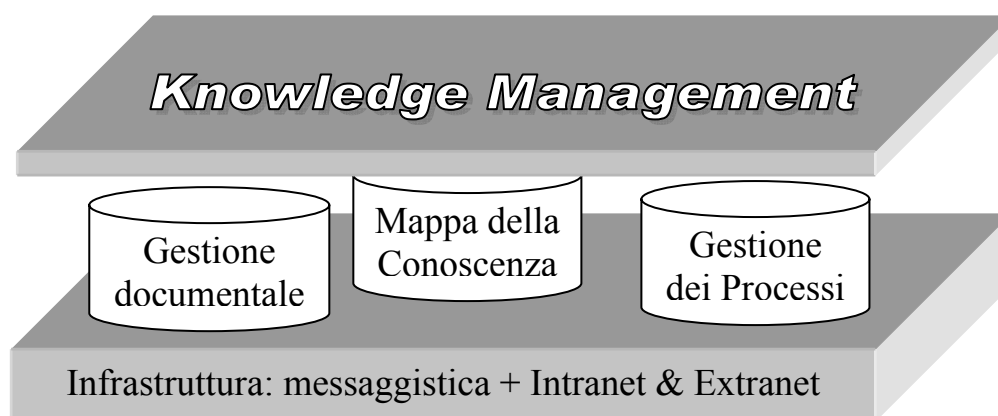 Knowledge Management
Gestione
documentale
Mappa della
Conoscenza
Gestione
dei Processi
Infrastruttura: messaggistica + Intranet & Extranet